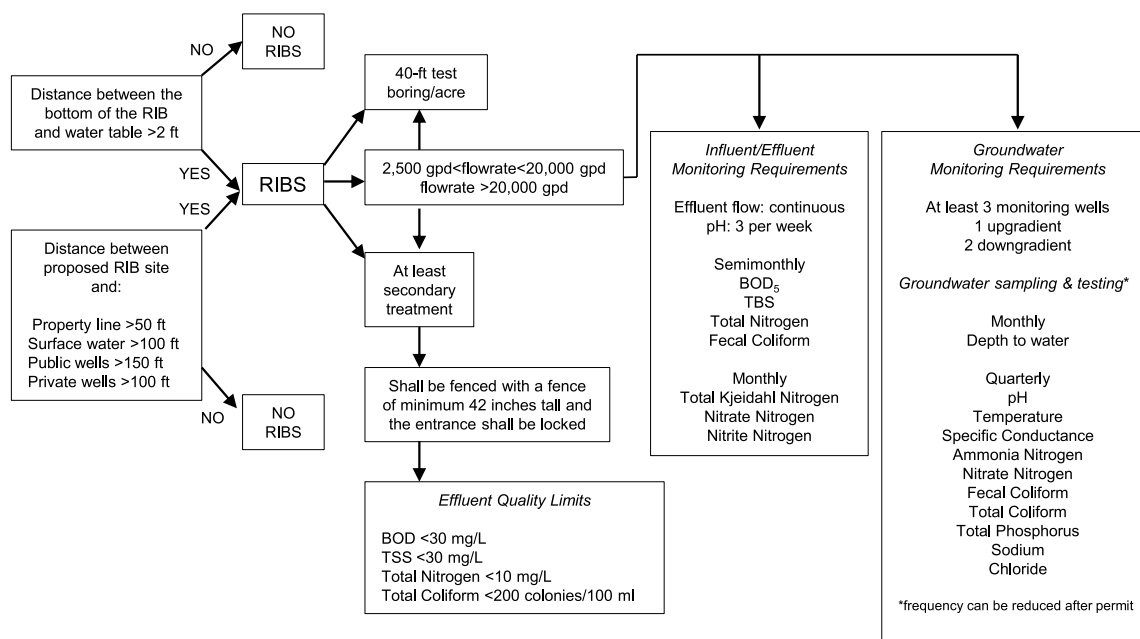 NO
RIBS
NO
Distance between the
bottom of the RIB
and water table >2 ft
YES
YES
RIBS
Distance between
proposed RIB site
and:
Property line >50 ft
Surface water >100 ft
Public wells >150 ft
Private wells >100 ft
NO
NO
RIBS
40-ft test
boring/acre
2,500 gpd<flowrate<20,000 gpd
flowrate >20,000 gpd
At least
secondary
treatment
Shall be fenced with a fence
of minimum 42 inches tall and
the entrance shall be locked
Effluent Quality Limits
BOD <30 mg/L
TSS <30 mg/L
Total Nitrogen <10 mg/L
Total Coliform <200 colonies/100 ml
Influent/Effluent
Monitoring Requirements
Effluent flow: continuous
pH: 3 per week
Semimonthly
BOD5
TBS
Total Nitrogen
Fecal Coliform
Monthly
Total Kjeidahl Nitrogen
Nitrate Nitrogen
Nitrite Nitrogen
Groundwater
Monitoring Requirements
At least 3 monitoring wells
1 upgradient
2 downgradient
Groundwater sampling & testing*
Monthly
Depth to water
Quarterly
pH
Temperature
Specific Conductance
Ammonia Nitrogen
Nitrate Nitrogen
Fecal Coliform
Total Coliform
Total Phosphorus
Sodium
Chloride
*frequency can be reduced after permit